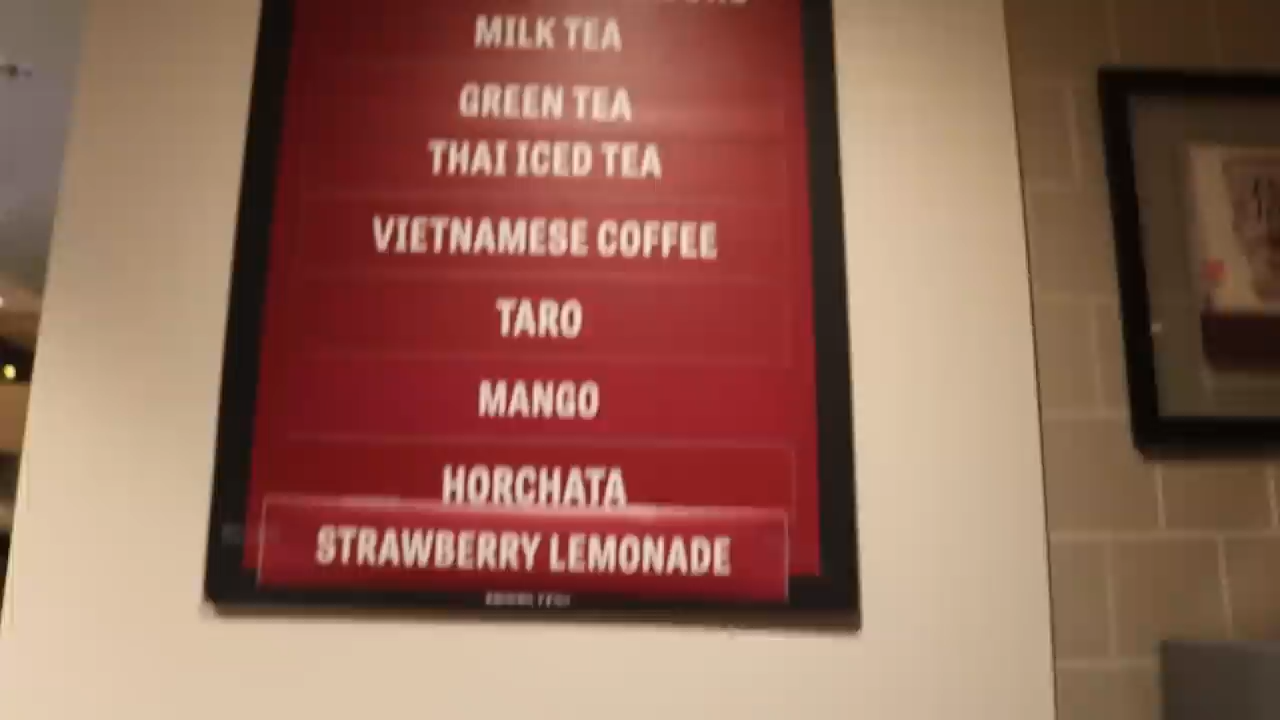 MILK TEA
GREEN TEA
THAI ICED TEA
VIETNAMESE COFFEE
TARO
MANGO
HORCHATA
STRAWBERRY LEMONADE